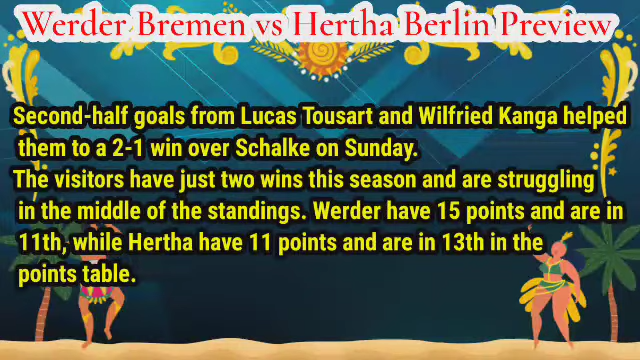 Werder Bremen vs Hertha Berlin Preview
Second-half goals from Lucas Tousart and Wilfried Kanga helped
them to a 2-1 win over Schalke on Sunday.
The visitors have just two wins this season and are struggling
in the middle of the standings. Werder have 15 points and are in
11th, while Hertha have 11 points and are in 13th in the
points table.